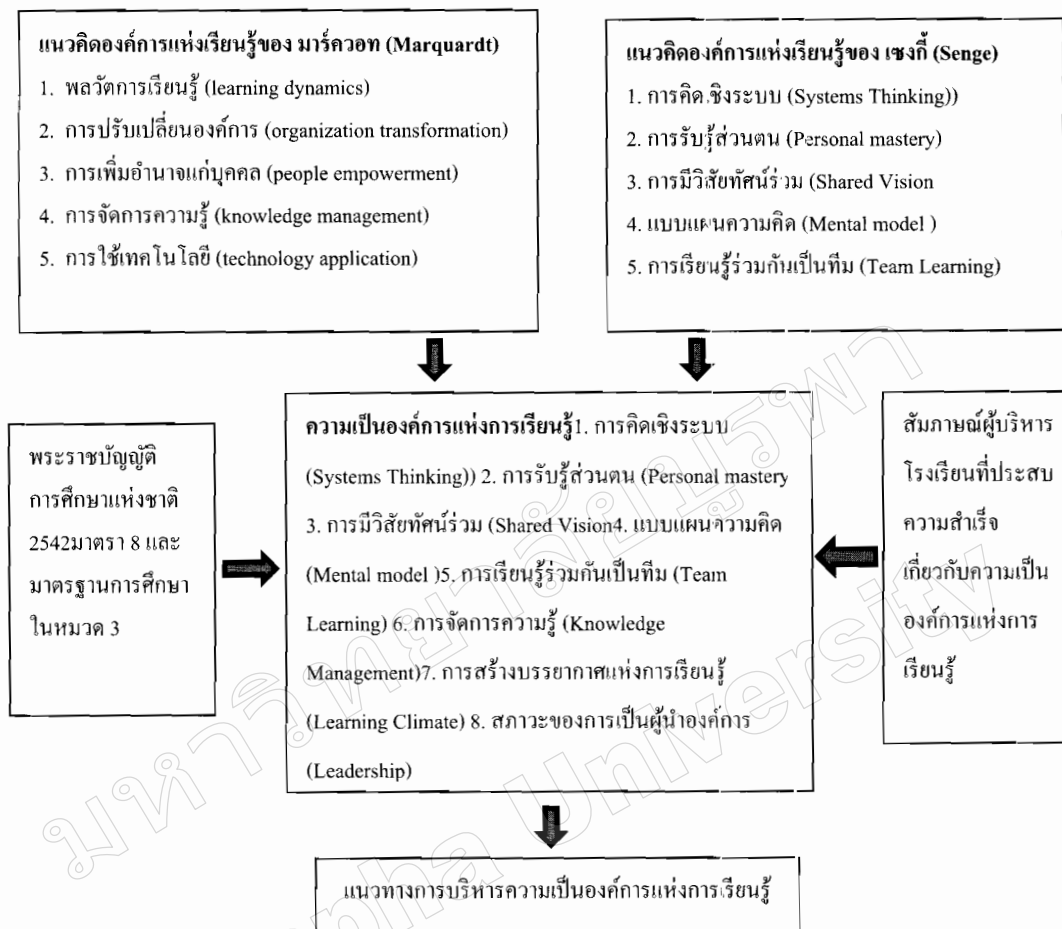 แนวคิดองค์การแห่งเรียนรู้ของ มาร์ควอท (Marquardt)
1. พลวัตการเรียนรู้ (learning dynamics)
2. การปรับเปลี่ยนองค์การ (organization transformation)
3. การเพิ่มอำนาจแก่บุคคล (people empowerment)
4. การจัดการความรู้ (knowledge management)
5. การใช้เทคโนโลยี (technology application)
แนวคิดองค์การแห่งเรียนรู้ของ เซงกี้ (Senge)
1. การคิดเชิงระบบ (Systems Thinking))
2. การรับรู้ส่วนตน (Personal mastery)
3. การมีวิสัยทัศน์ร่วม (Shared Vision
4. แบบแผนความคิด (Mental model )
5. การเรียนรู้ร่วมกันเป็นทีม (Team Learning)
พระราชบัญญัติ
การศึกษาแห่งชาติ
2542มาตรา 8 และ
มาตรฐานการศึกษา
ในหมวด 3
ความเป็นองค์การแห่งการเรียนรู้1. การคิดเชิงระบบ
(Systems Thinking)) 2. การรับรู้ส่วนตน (Personal mastery
3. การมีวิสัยทัศน์ร่วม (Shared Vision4. แบบแผนความคิด
(Mental model )5. การเรียนรู้ร่วมกันเป็นทีม (Team
Learning) 6. การจัดการความรู้ (Knowledge
Management)7. การสร้างบรรยากาศแห่งการเรียนรู้
(Learning Climate) 8. สภาวะของการเป็นผู้นำองค์การ
(Leadership)
สัมภาษณ์ผู้บริหาร
โรงเรียนที่ประสบ
ความสำเร็จ
เกี่ยวกับความเป็น
องค์การแห่งการ
เรียนรู้
แนวทางการบริหารความเป็นองค์การแห่งการเรียนรู้
มหาวิทยาลัยบูรพา
University